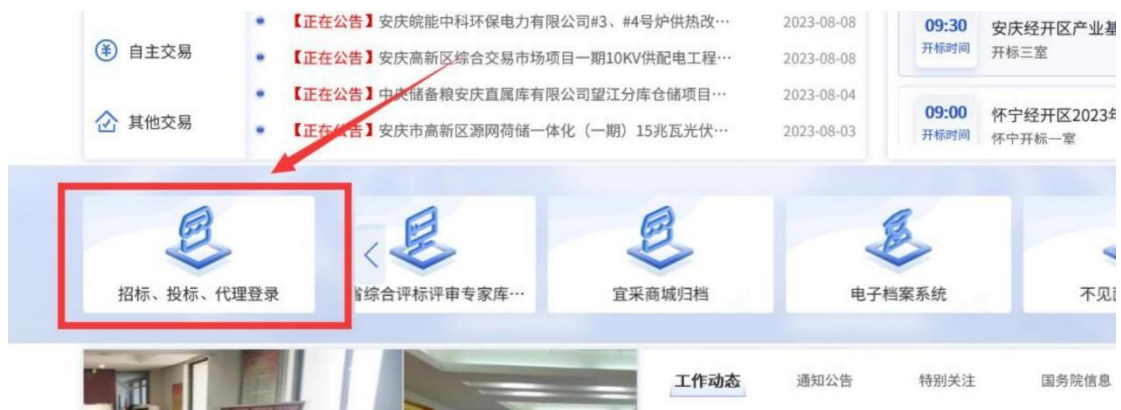 自主交易
其他交易
【正在公告】安庆皖能中科环保电力有限公司#3、#4号炉供热改… 2023-08-08
【正在公告】安庆高新区综合交易市场项目一期10KV供配电工程… 2023-08-08
【正在公告】中央储备粮安庆直属库有限公司望江分库仓储项目… 2023-08-04
【正在公告】安庆市高新区源网荷储一体化（一期）15兆瓦光伏… 2023-08-03
09:30 安庆经开区产业基
开标时间 开标三室
09:00 怀宁经开区2023年
开标时间 怀宁开标一室
招标、投标、代理登录
省综合评标评审专家库…
宜采商城归档
电子档案系统
不见面
工作动态 通知公告 特别关注 国务院信息